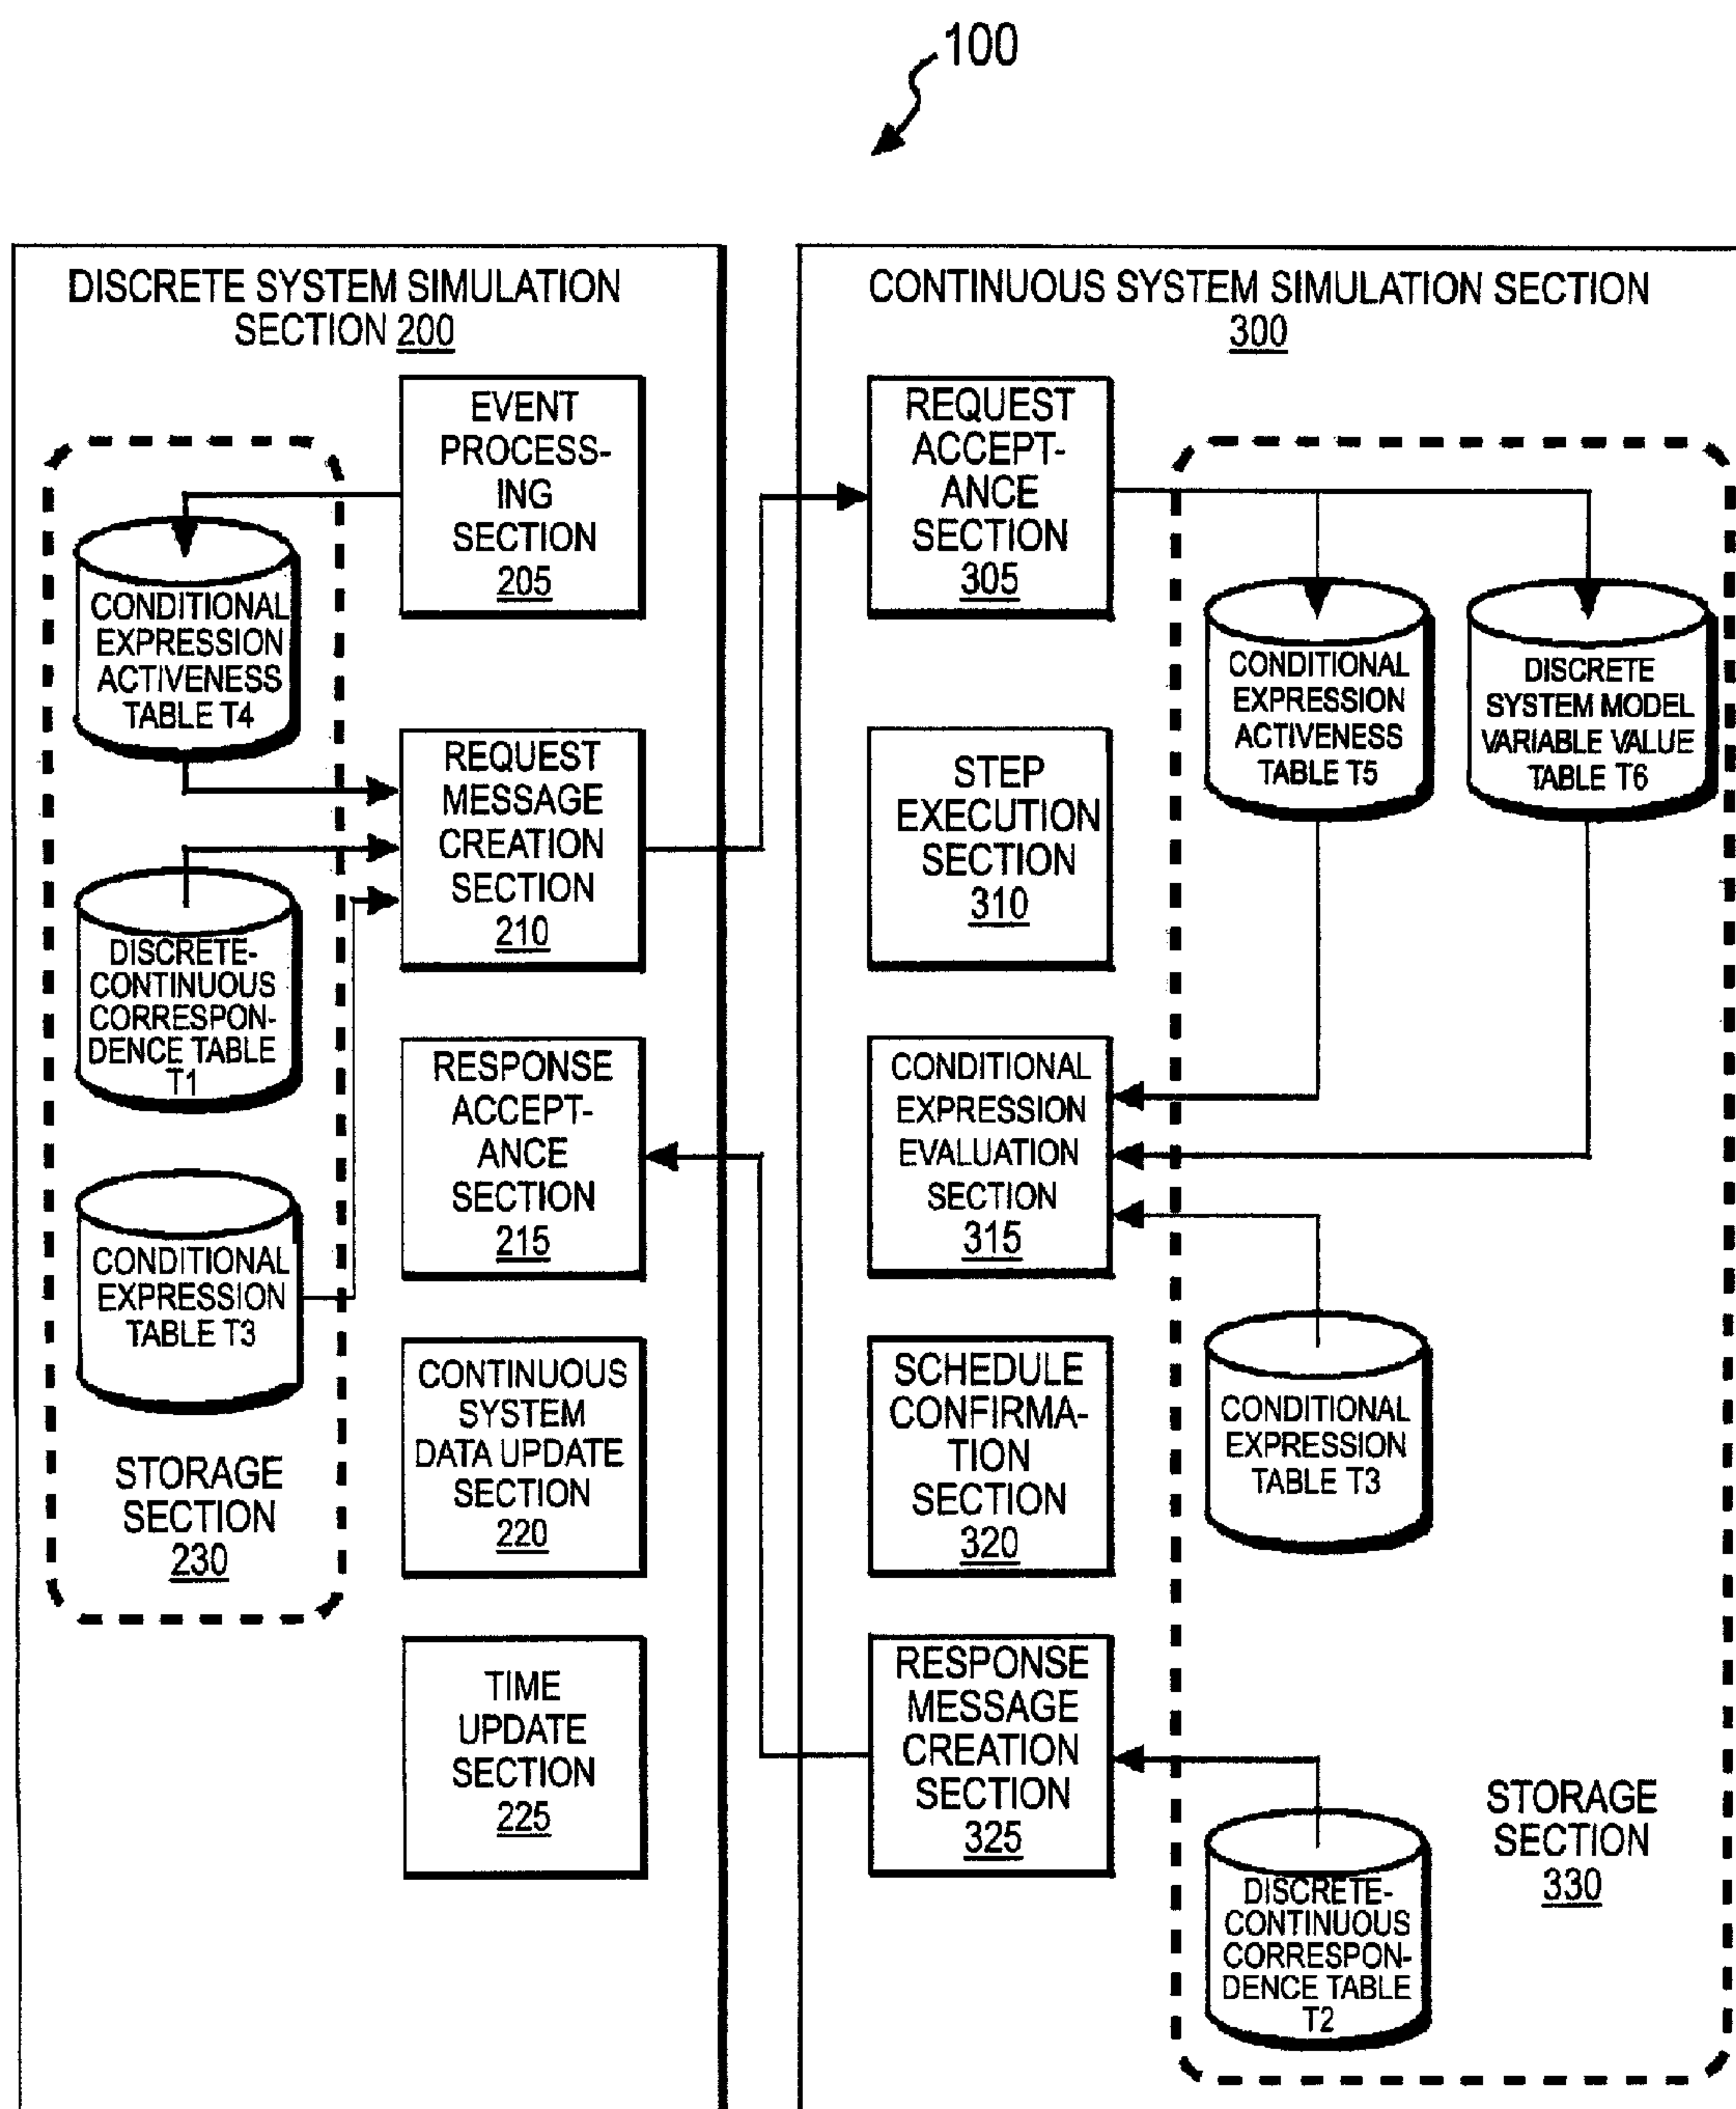 100
DISCRETE SYSTEM SIMULATION
SECTION 200
EVENT
PROCESS-
ING
SECTION
205
CONDITIONAL
EXPRESSION
ACTIVENESS
TABLE T4
REQUEST
MESSAGE
CREATION
SECTION
210
DISCRETE-
CONTINUOUS
CORRESPON-
DENCE TABLE
T1
RESPONSE
ACCEPT-
ANCE
SECTION
215
CONDITIONAL
EXPRESSION
TABLE T3
CONTINUOUS
SYSTEM
DATA UPDATE
SECTION
220
STORAGE
SECTION
230
TIME
UPDATE
SECTION
225
CONTINUOUS SYSTEM SIMULATION SECTION
300
REQUEST
ACCEPT-
ANCE
SECTION
305
CONDITIONAL
EXPRESSION
ACTIVENESS
TABLE T5
DISCRETE
SYSTEM MODEL
VARIABLE VALUE
TABLE T6
STEP
EXECUTION
SECTION
310
CONDITIONAL
EXPRESSION
EVALUATION
SECTION
315
SCHEDULE
CONFIRMA-
TION
SECTION
320
CONDITIONAL
EXPRESSION
TABLE T3
RESPONSE
MESSAGE
CREATION
SECTION
325
STORAGE
SECTION
330
DISCRETE-
CONTINUOUS
CORRESPON-
DENCE TABLE
T2